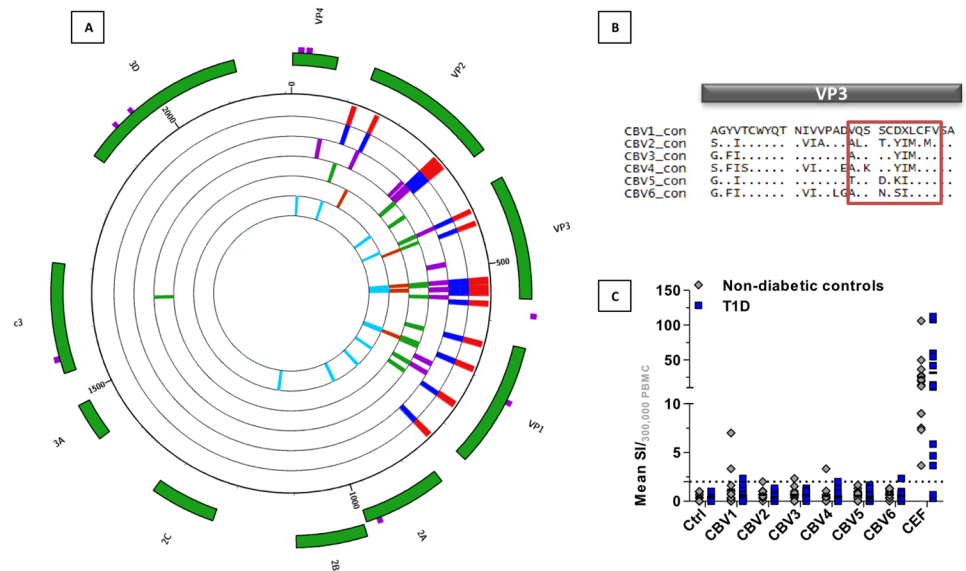 A
VP4
3D
VP2
0
2000
VP3
500
c3
1500
VP1
3A
1000
2C
2A
2B
B
VP3
CBV1_con AGYVTCWYQT NIVVPADVQS SCDXLCFVSA
CBV2_con S..I...... .VIA...AL. T.YIM.M...
CBV3_con G.FI...... .......A.. ..YIM.....
CBV4_con S.FIS..... .VI...EA.K ..YIM.....
CBV5_con G..I...... .......T.. D.KI......
CBV6_con G.FI...... .VI..LGA.. N.SI......
C
Non-diabetic controls
T1D
150
100
50
10
5
0
Mean SI/300,000 PBMC
Ctrl CBV1 CBV2 CBV3 CBV4 CBV5 CBV6 CEF